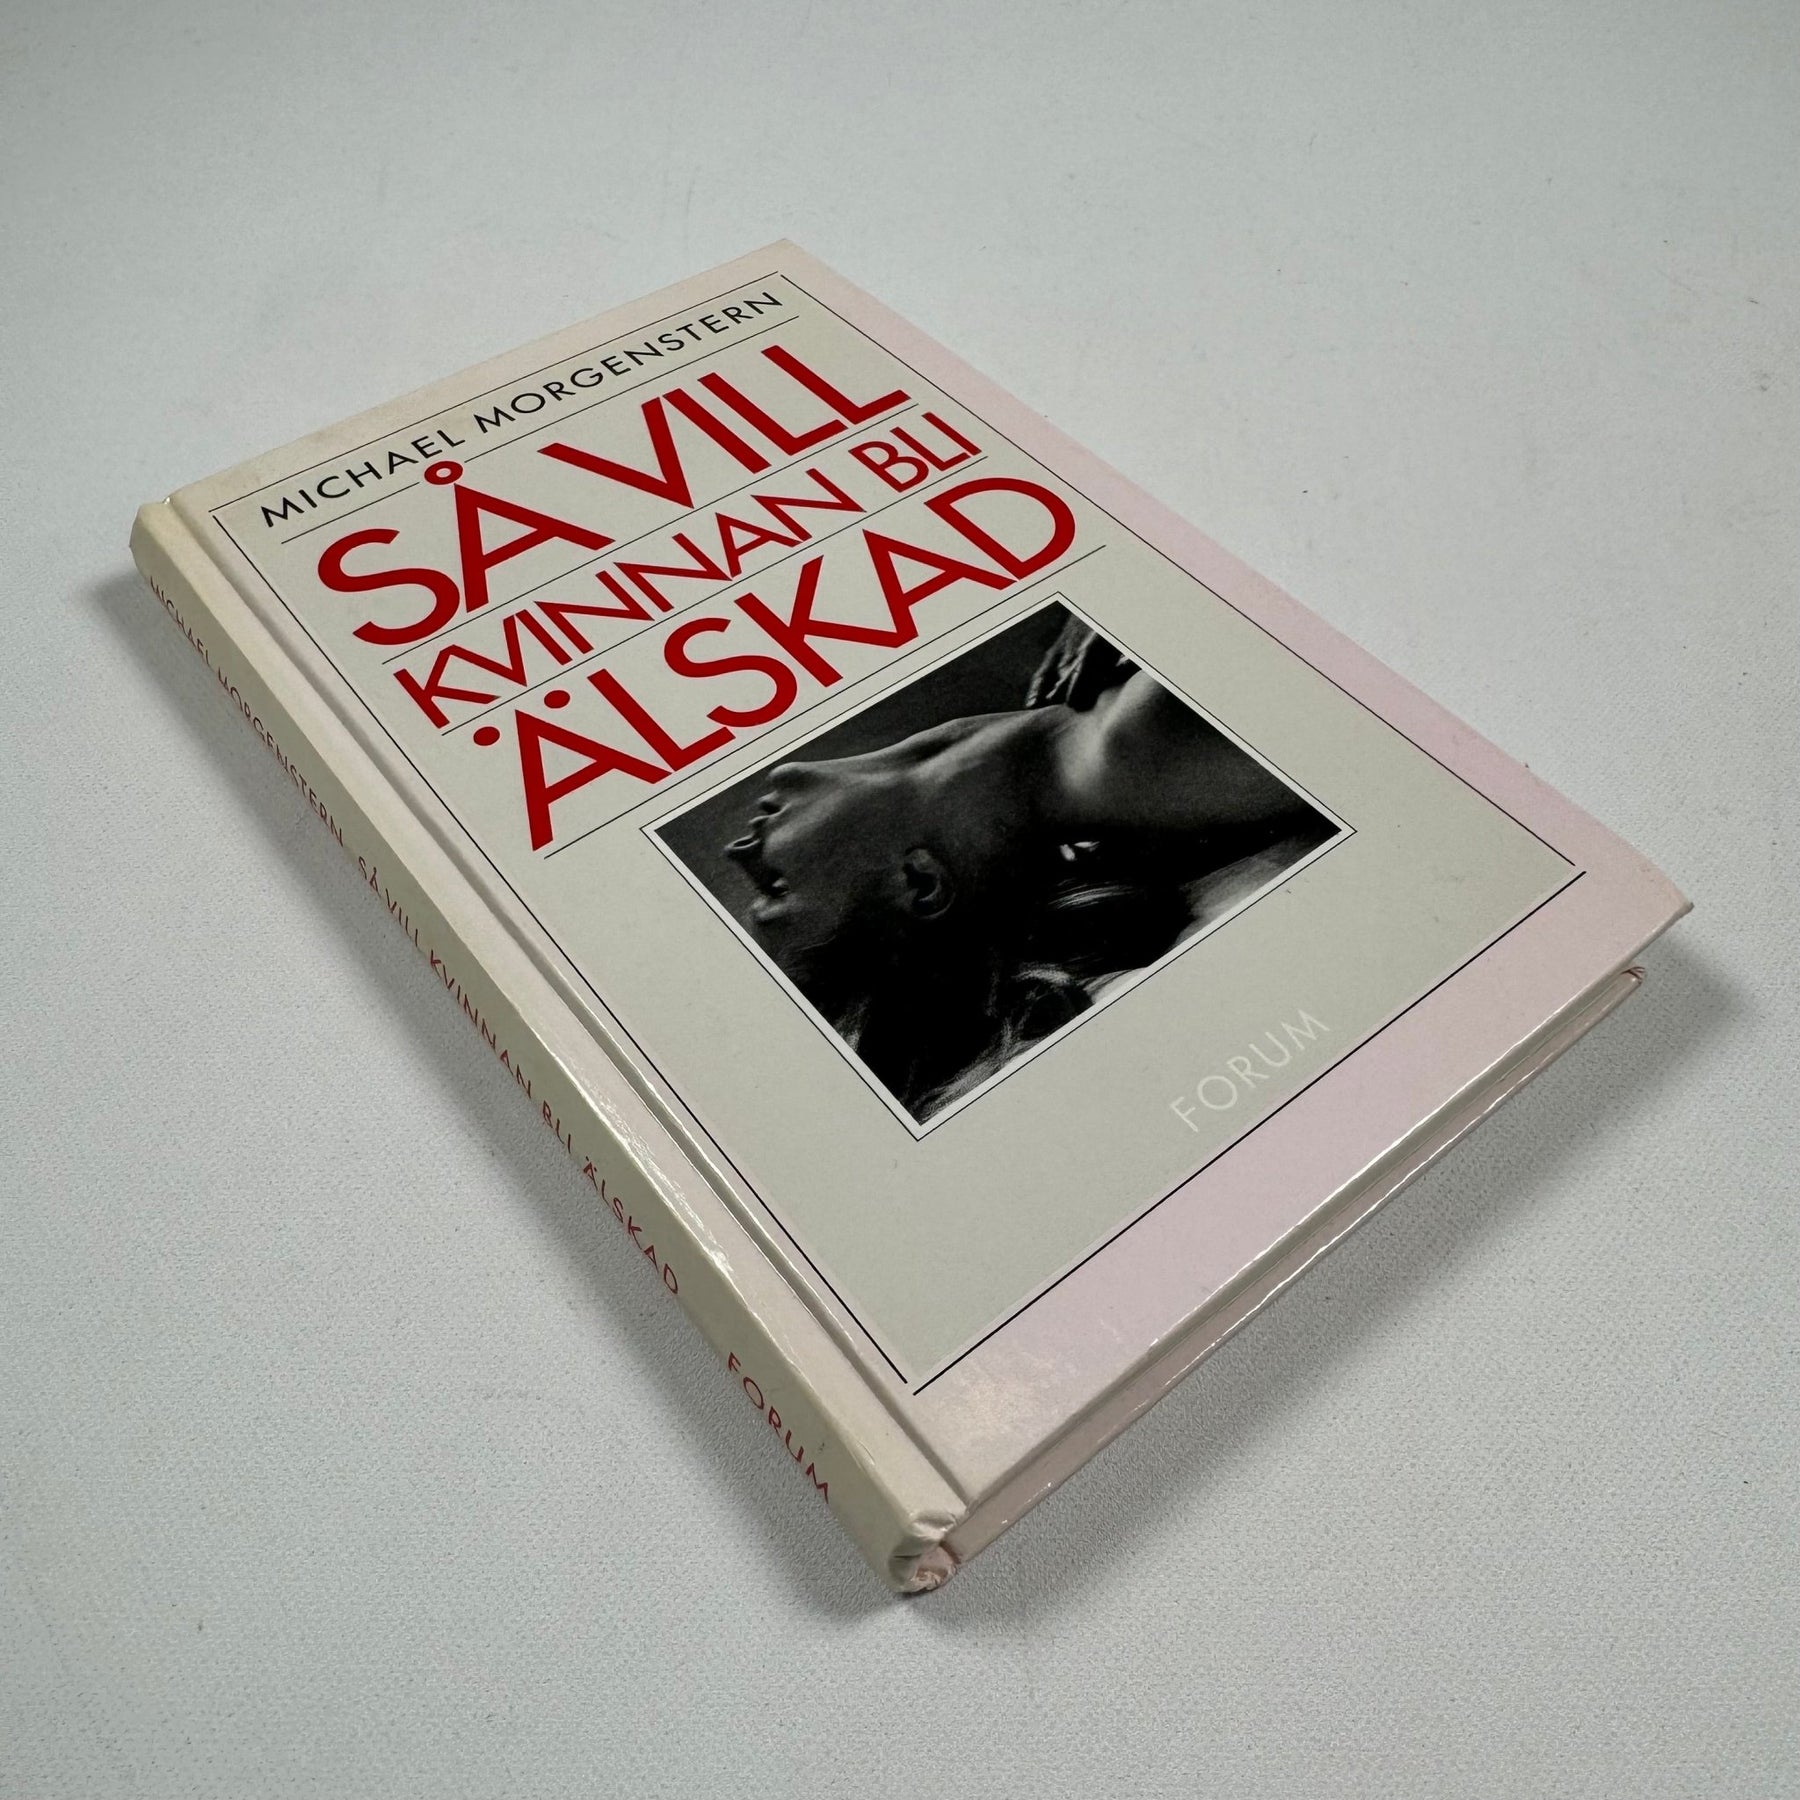 MICHAEL MORGENSTERN
SÅ VILL
KVINNAN BLI
ÄLSKAD
FORUM
MICHAEL MORGENSTERN SÅ VILL KVINNAN BLI ÄLSKAD FORUM